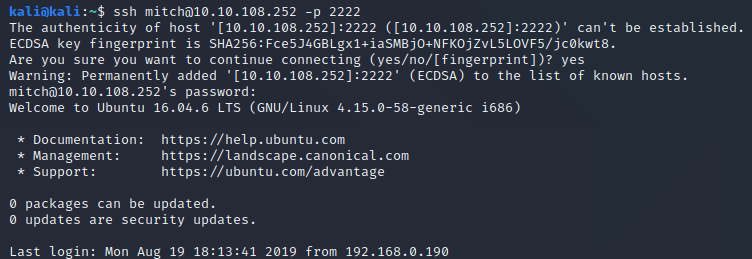 kali@kali:~$ ssh mitch@10.10.108.252 -p 2222
The authenticity of host '[10.10.108.252]:2222 ([10.10.108.252]:2222)' can't be established.
ECDSA key fingerprint is SHA256:Fce5J4GBLgx1+iaSMBjO+NFKOjZvL5LOVF5/jc0kwt8.
Are you sure you want to continue connecting (yes/no/[fingerprint])? yes
Warning: Permanently added '[10.10.108.252]:2222' (ECDSA) to the list of known hosts.
mitch@10.10.108.252's password:
Welcome to Ubuntu 16.04.6 LTS (GNU/Linux 4.15.0-58-generic i686)

 * Documentation:  https://help.ubuntu.com
 * Management:     https://landscape.canonical.com
 * Support:        https://ubuntu.com/advantage

0 packages can be updated.
0 updates are security updates.

Last login: Mon Aug 19 18:13:41 2019 from 192.168.0.190